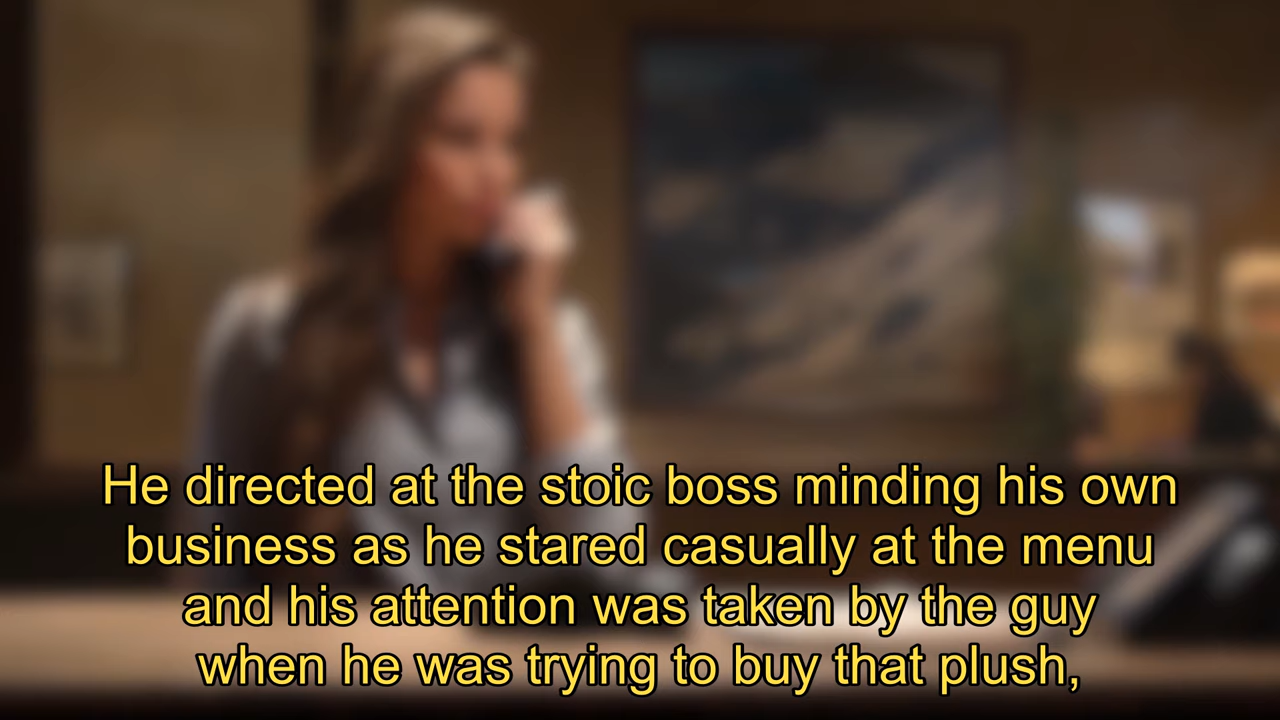 He directed at the stoic boss minding his own
business as he stared casually at the menu
and his attention was taken by the guy
when he was trying to buy that plush,